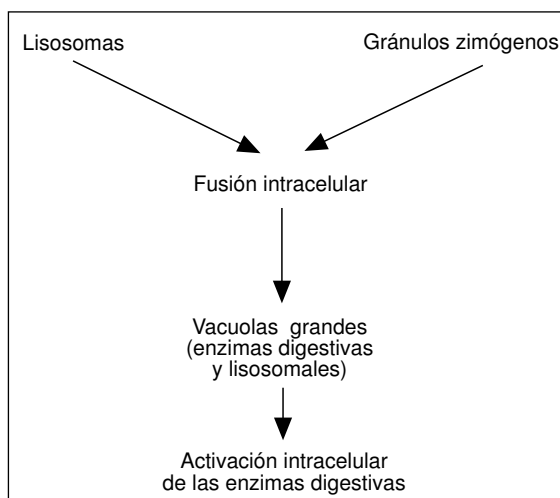 Lisosomas
Gránulos zimógenos
Fusión intracelular
Vacuolas grandes
(enzimas digestivas
y lisosomales)
Activación intracelular
de las enzimas digestivas